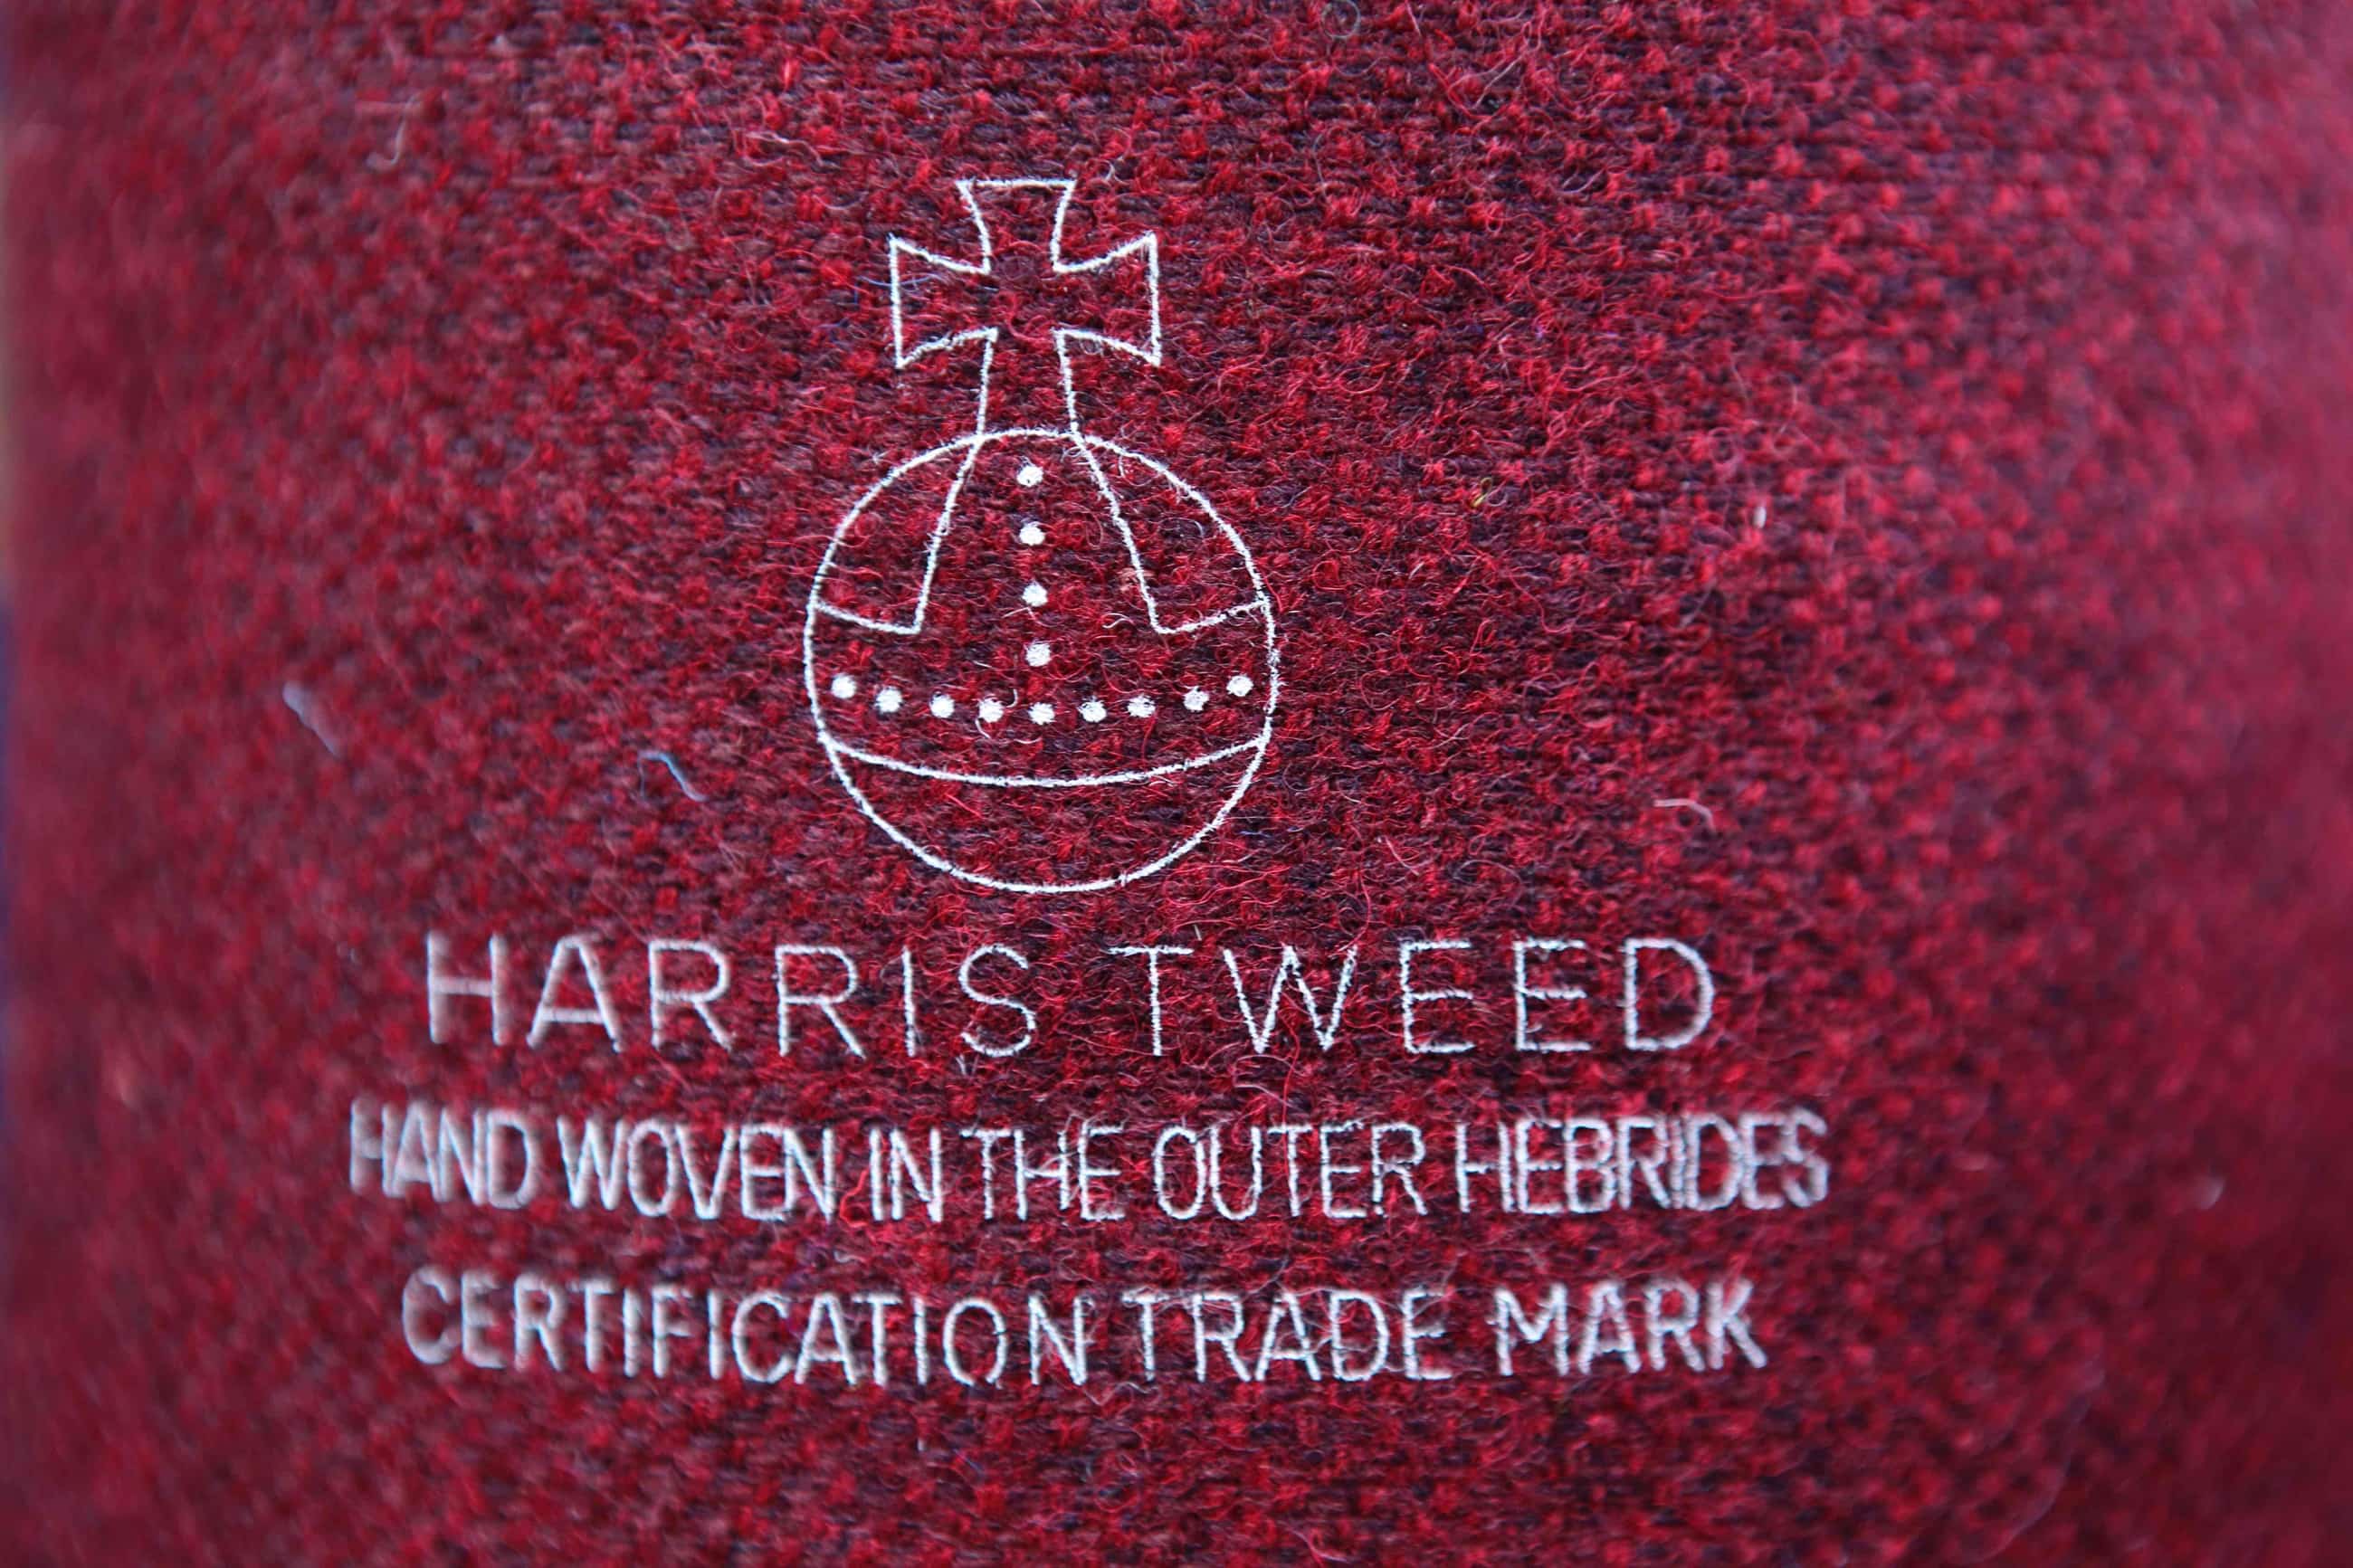 HARRIS TWEED
HAND WOVEN IN THE OUTER HEBRIDES
CERTIFICATION TRADE MARK